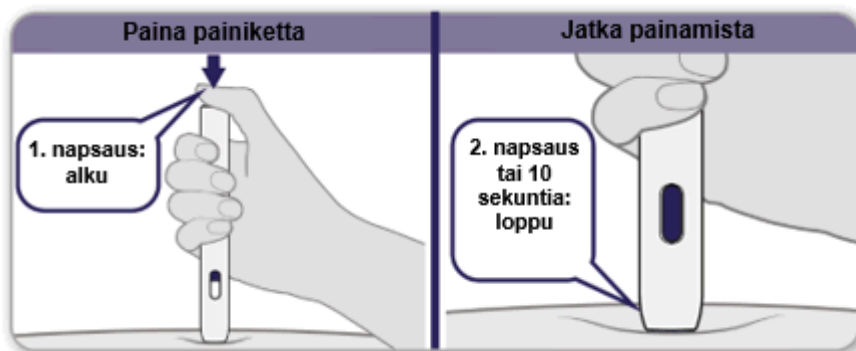 Paina painiketta
1. napsaus:
alku
Jatka painamista
2. napsaus
tai 10
sekuntia:
loppu